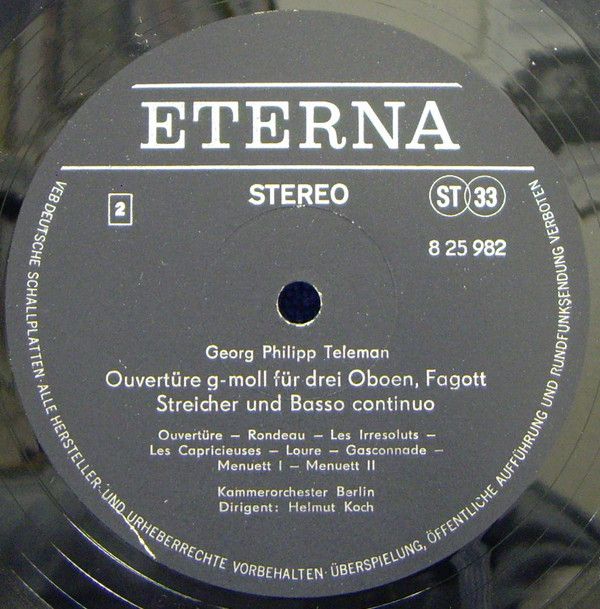 ETERNA
STEREO
ST 33
2
8 25 982
Georg Philipp Teleman
Ouvertüre g-moll für drei Oboen, Fagott
Streicher und Basso continuo
Ouvertüre – Rondeau – Les Irresoluts –
Les Capricieuses – Loure – Gasconnade –
Menuett I – Menuett II
Kammerorchester Berlin
Dirigent: Helmut Koch
VEB DEUTSCHE SCHALLPLATTEN · ALLE HERSTELLER- UND URHEBERRECHTE VORBEHALTEN · ÜBERSPIELUNG, ÖFFENTLICHE AUFFÜHRUNG UND RUNDFUNKSENDUNG VERBOTEN